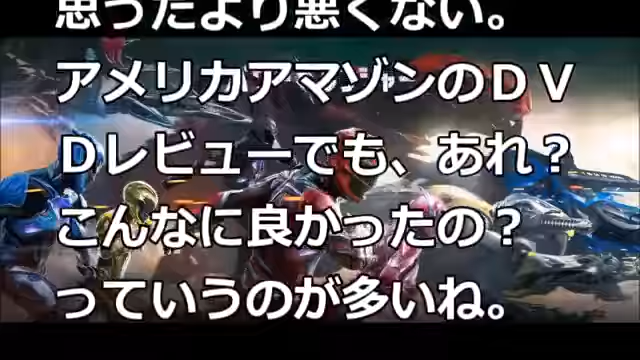 思ったより悪くない。
アメリカアマゾンのＤＶ
Ｄレビューでも、あれ？
こんなに良かったの？
っていうのが多いね。